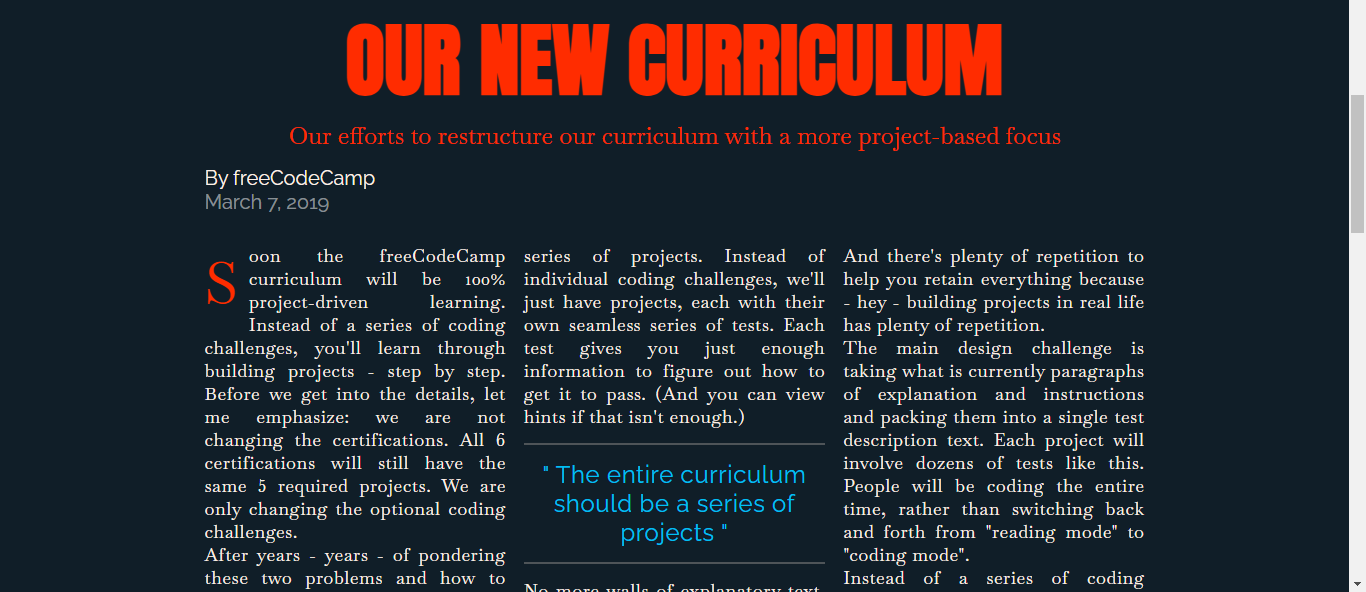 OUR NEW CURRICULUM
Our efforts to restructure our curriculum with a more project-based focus
By freeCodeCamp
March 7, 2019
Soon the freeCodeCamp
curriculum will be 100%
project-driven learning.
Instead of a series of coding
challenges, you'll learn through
building projects - step by step.
Before we get into the details, let
me emphasize: we are not
changing the certifications. All 6
certifications will still have the
same 5 required projects. We are
only changing the optional coding
challenges.
After years - years - of pondering
these two problems and how to
series of projects. Instead of
individual coding challenges, we'll
just have projects, each with their
own seamless series of tests. Each
test gives you just enough
information to figure out how to
get it to pass. (And you can view
hints if that isn't enough.)
" The entire curriculum
should be a series of
projects "
No more walls of explanatory text.
And there's plenty of repetition to
help you retain everything because
- hey - building projects in real life
has plenty of repetition.
The main design challenge is
taking what is currently paragraphs
of explanation and instructions
and packing them into a single test
description text. Each project will
involve dozens of tests like this.
People will be coding the entire
time, rather than switching back
and forth from "reading mode" to
"coding mode".
Instead of a series of coding